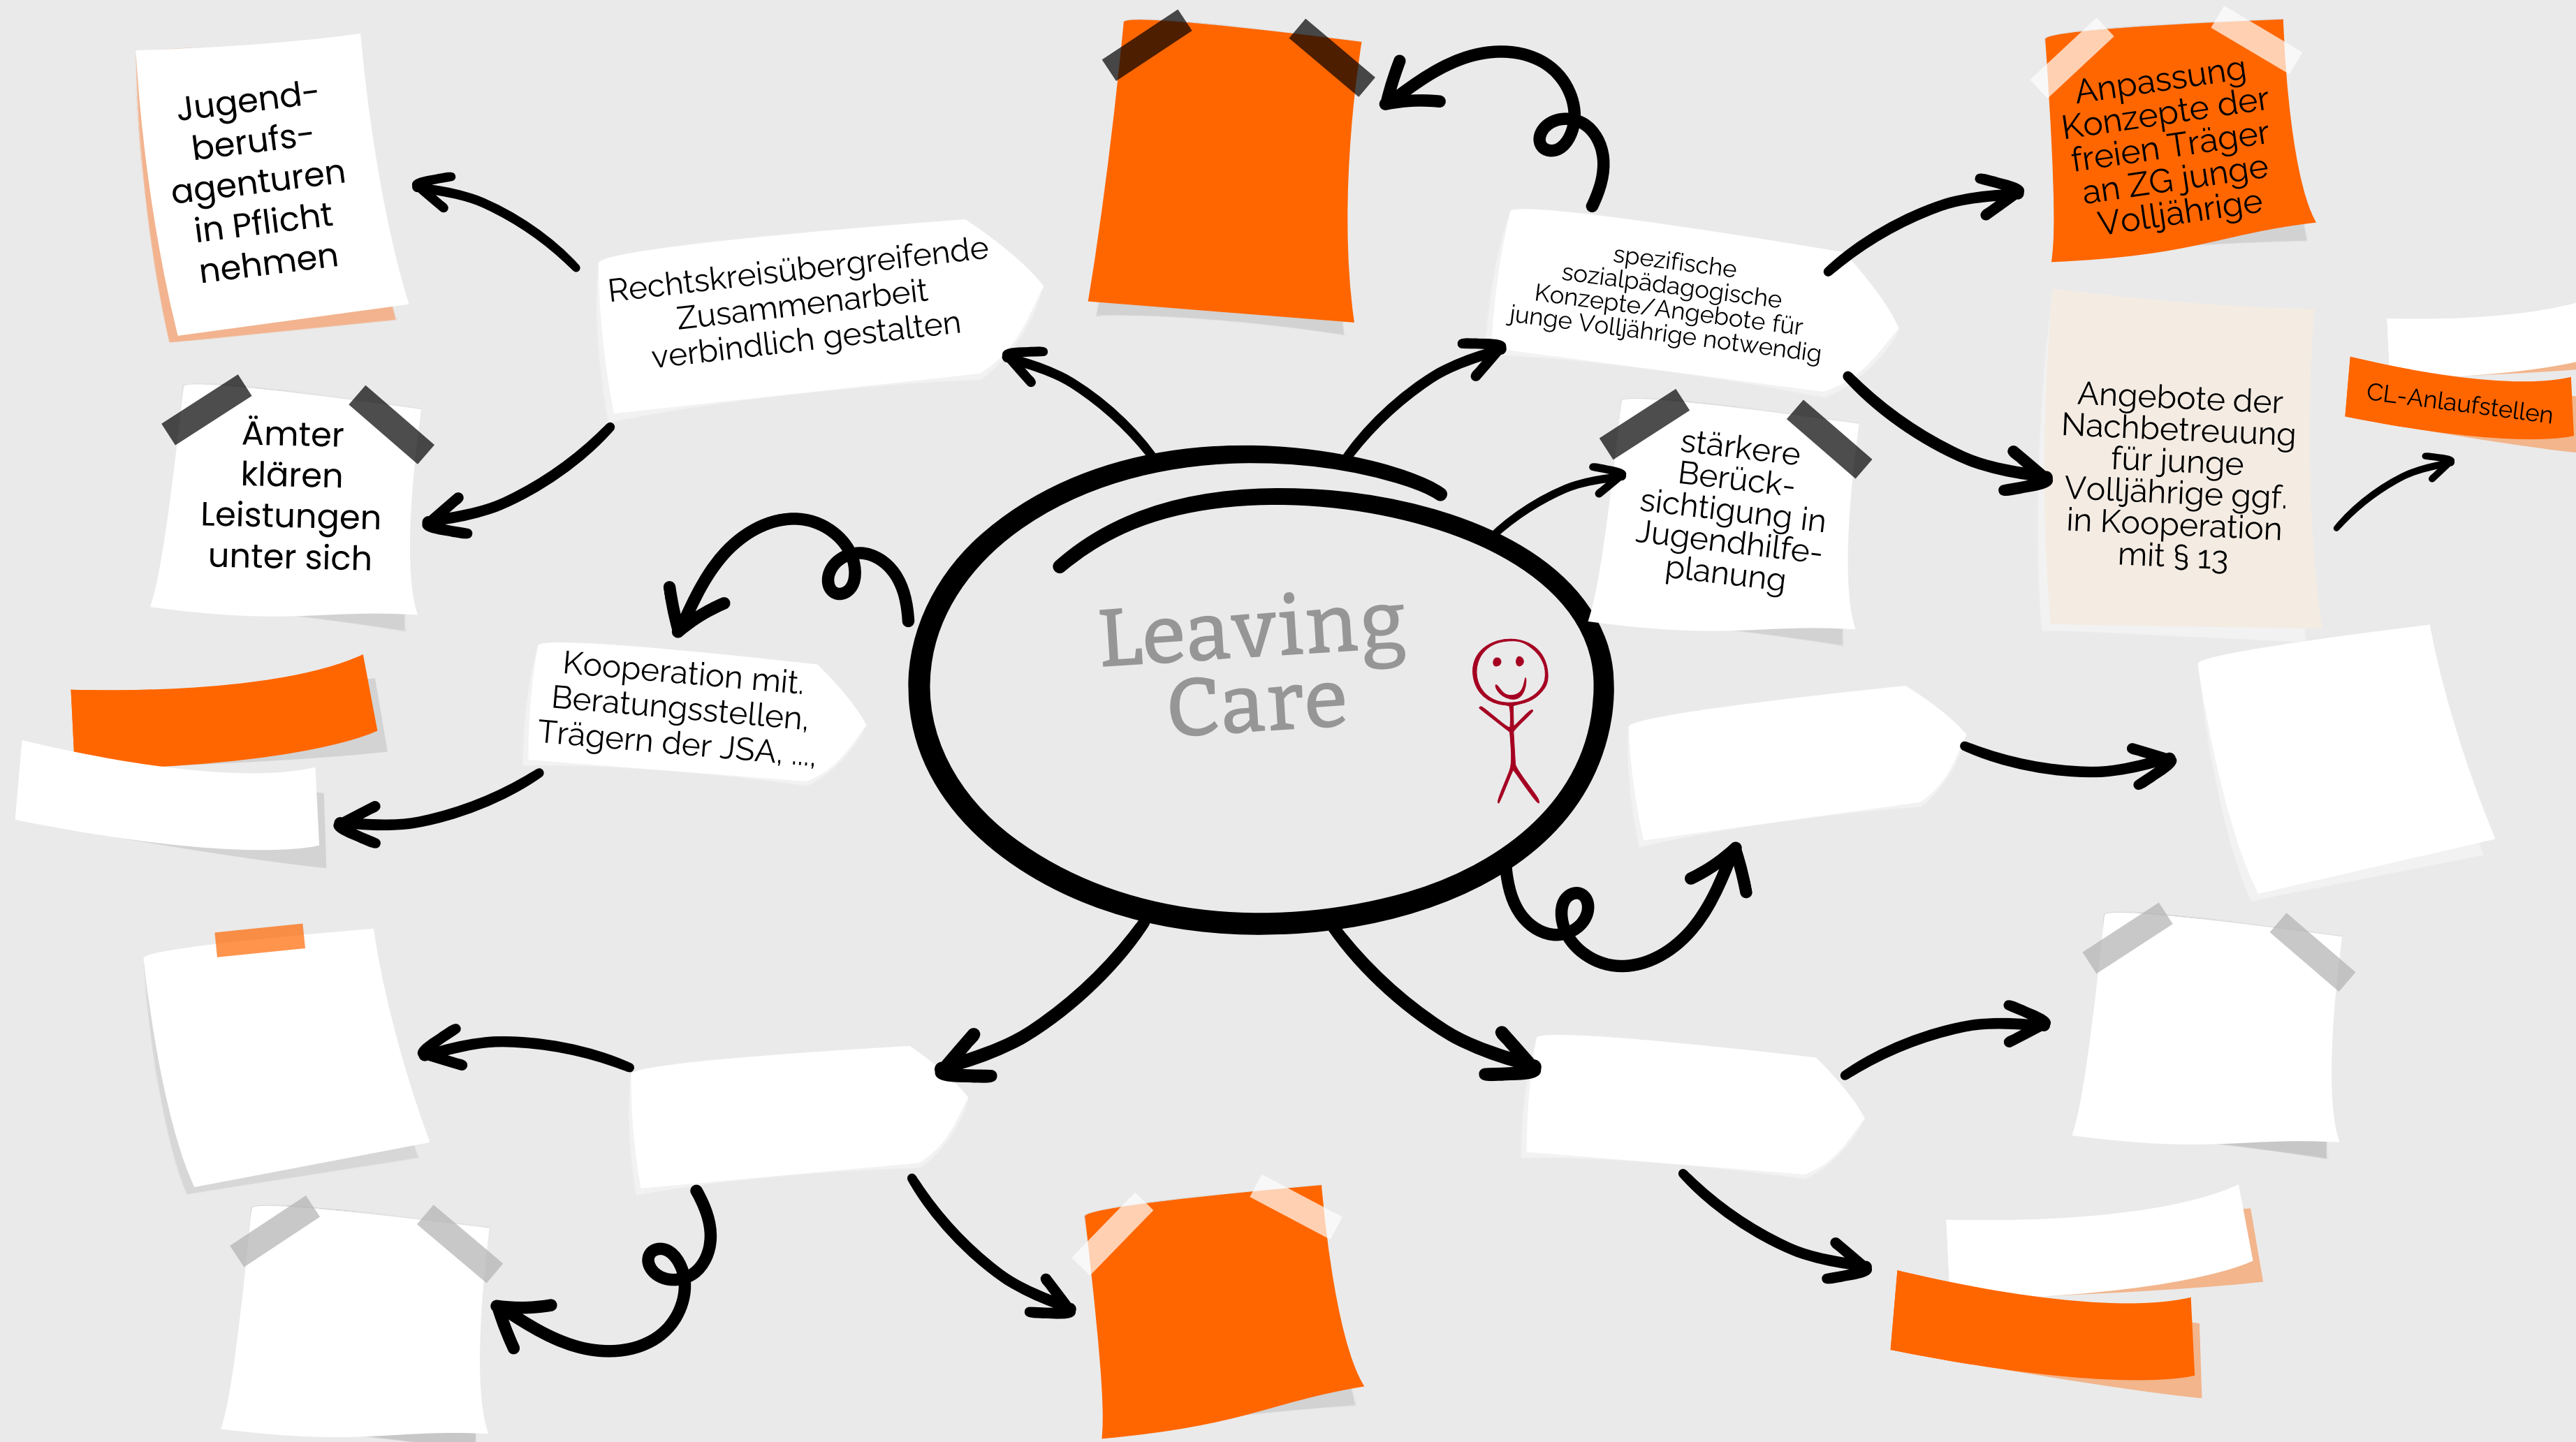 Jugend-
berufs-
agenturen
in Pflicht
nehmen
Rechtskreisübergreifende
Zusammenarbeit
verbindlich gestalten
spezifische
sozialpädagogische
Konzepte/Angebote für
junge Volljährige notwendig
Anpassung
Konzepte der
freien Träger
an ZG junge
Volljährige
Ämter
klären
Leistungen
unter sich
stärkere
Berück-
sichtigung in
Jugendhilfe-
planung
Angebote der
Nachbetreuung
für junge
Volljährige ggf.
in Kooperation
mit § 13
CL-Anlaufstellen
Kooperation mit.
Beratungsstellen,
Trägern der JSA, ...,
Leaving
Care